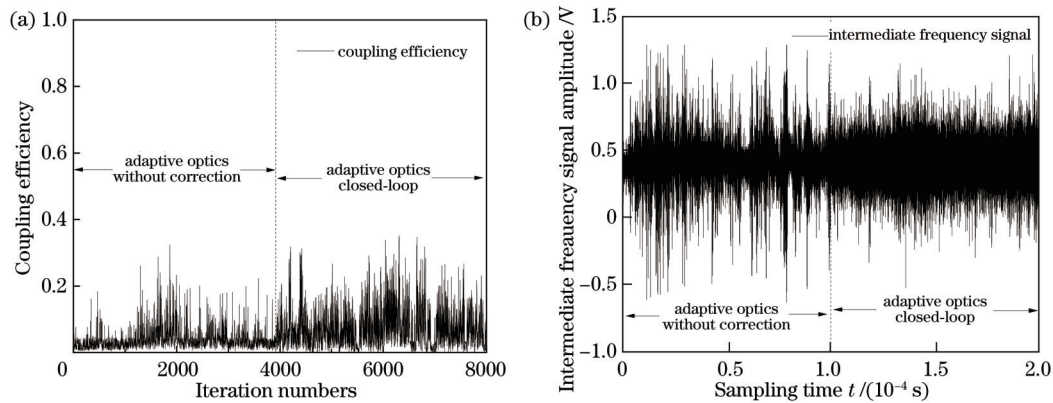 (a)
1.0
0.8
0.6
0.4
0.2
0
Coupling efficiency
coupling efficiency
adaptive optics
without correction
adaptive optics
closed-loop
2000
4000
6000
8000
Iteration numbers
(b)
1.5
1.0
0.5
0
−0.5
−1.0
Intermediate freauency signal amplitude /V
intermediate frequency signal
adaptive optics
without correction
adaptive optics
closed-loop
0
0.5
1.0
1.5
2.0
Sampling time t /(10⁻⁴ s)